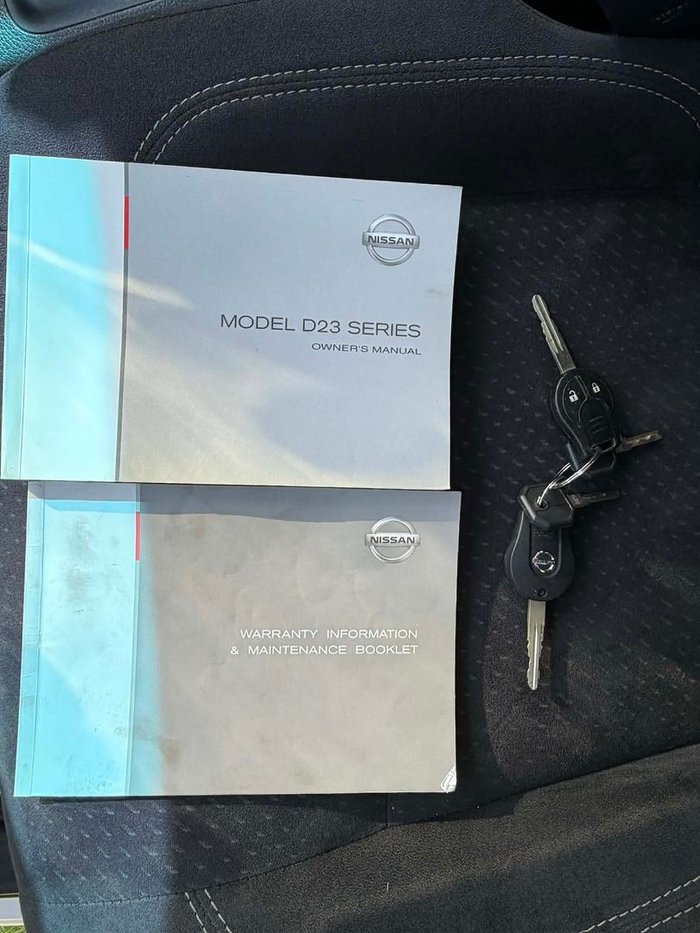 NISSAN
MODEL D23 SERIES
OWNER'S MANUAL
NISSAN
WARRANTY INFORMATION
& MAINTENANCE BOOKLET